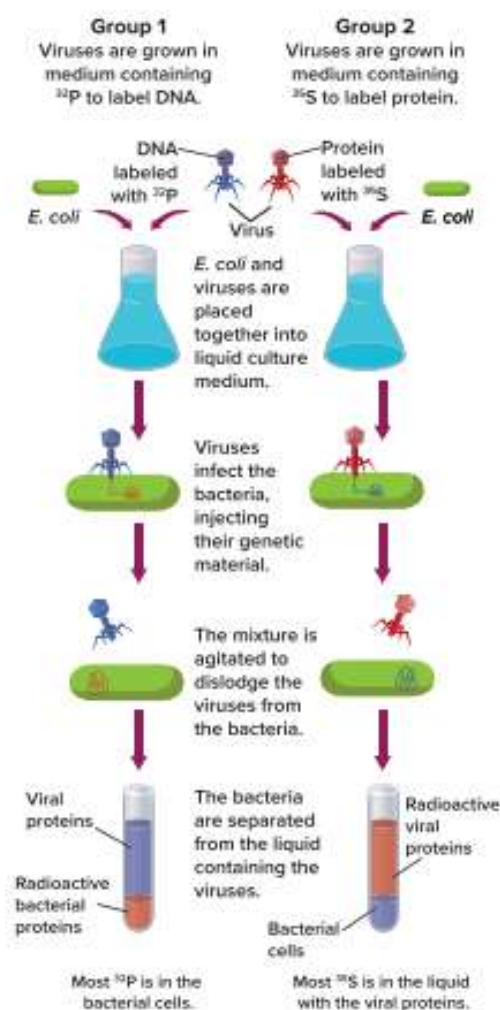 Group 1
Viruses are grown in
medium containing
³²P to label DNA.
Group 2
Viruses are grown in
medium containing
³⁵S to label protein.
DNA
labeled
with ³²P
Protein
labeled
with ³⁵S
E. coli
Virus
E. coli
E. coli and
viruses are
placed
together into
liquid culture
medium.
Viruses
infect the
bacteria,
injecting
their genetic
material.
The mixture is
agitated to
dislodge the
viruses from
the bacteria.
Viral
proteins
Radioactive
bacterial
proteins
The bacteria
are separated
from the liquid
containing the
viruses.
Radioactive
viral
proteins
Bacterial
cells
Most ³²P is in the
bacterial cells.
Most ³⁵S is in the liquid
with the viral proteins.